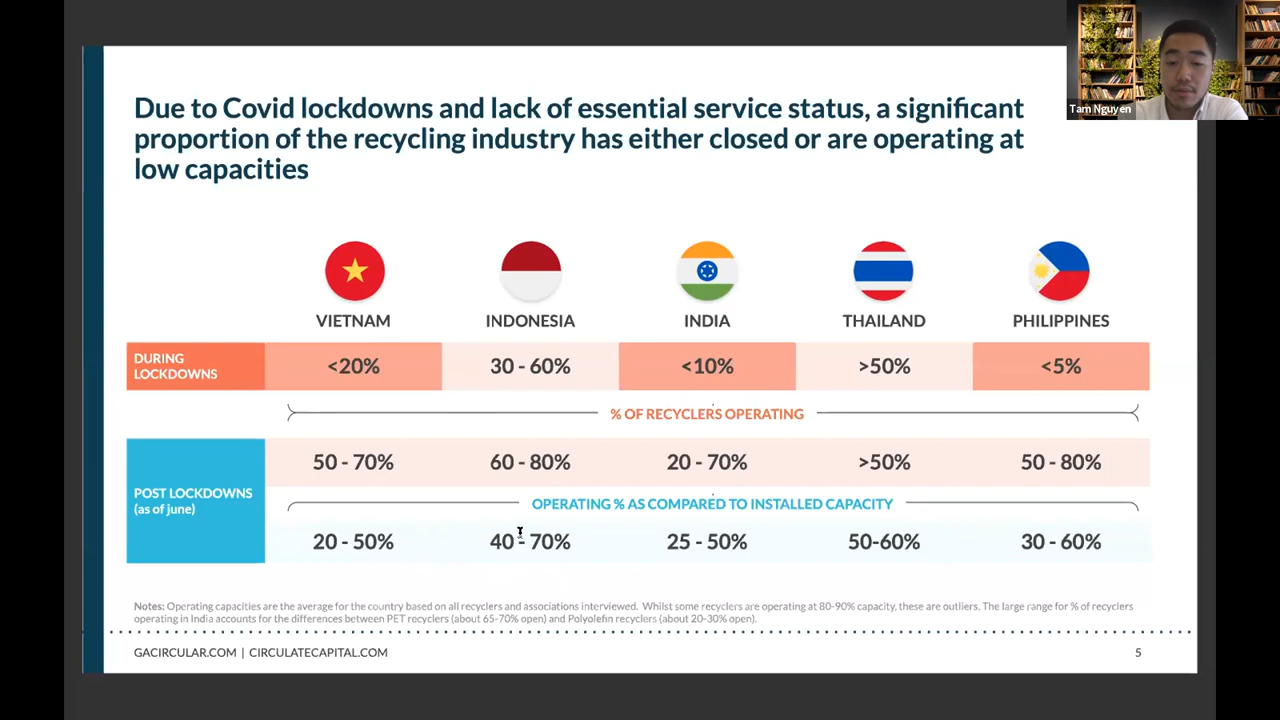 Tam Nguyen
Due to Covid lockdowns and lack of essential service status, a significant
proportion of the recycling industry has either closed or are operating at
low capacities
VIETNAM INDONESIA INDIA THAILAND PHILIPPINES
DURING
LOCKDOWNS
<20% 30 - 60% <10% >50% <5%
% OF RECYCLERS OPERATING
50 - 70% 60 - 80% 20 - 70% >50% 50 - 80%
POST LOCKDOWNS
(as of june)
OPERATING % AS COMPARED TO INSTALLED CAPACITY
20 - 50% 40 - 70% 25 - 50% 50-60% 30 - 60%
Notes: Operating capacities are the average for the country based on all recyclers and associations interviewed. Whilst some recyclers are operating at 80-90% capacity, these are outliers. The large range for % of recyclers
operating in India accounts for the differences between PET recyclers (about 65-70% open) and Polyolefin recyclers (about 20-30% open).
GACIRCULAR.COM | CIRCULATECAPITAL.COM 5